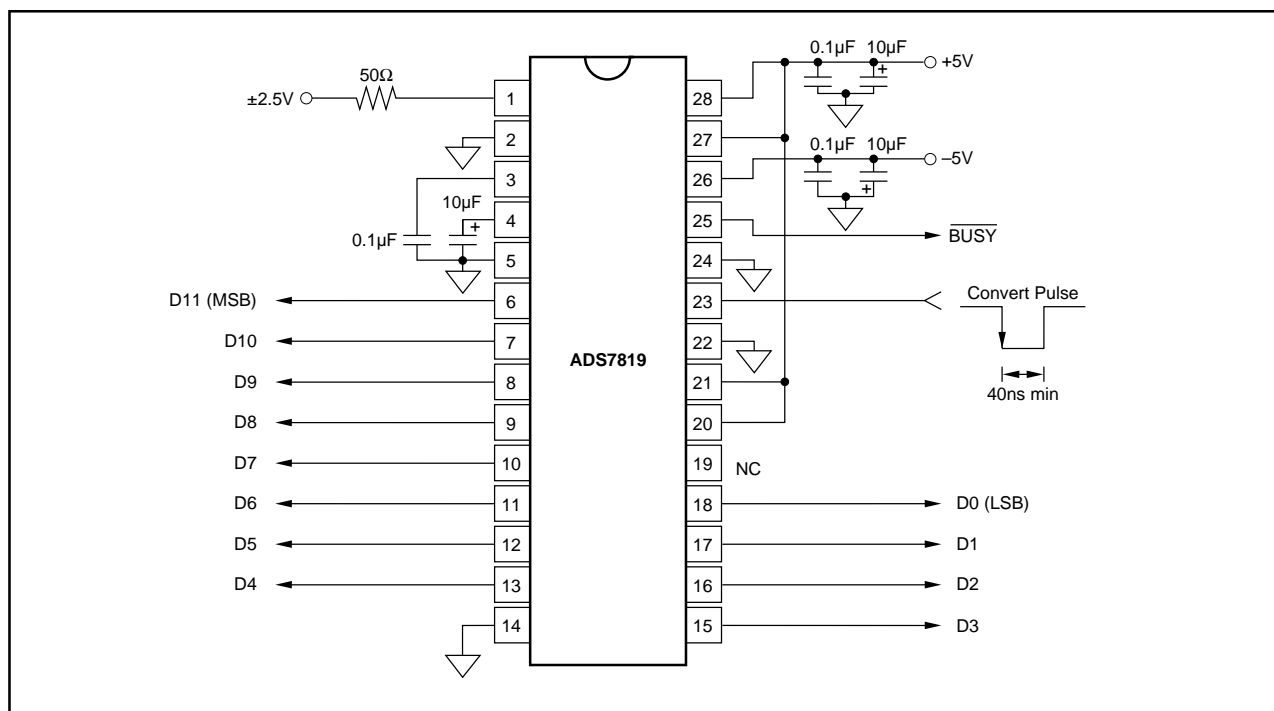 0.1µF 10µF
+
+5V
50Ω
±2.5V
1
28
2
27
0.1µF 10µF
–5V
3
26
+
10µF
4
25
+
BUSY
0.1µF
5
24
D11 (MSB)
6
23
Convert Pulse
D10
7
22
ADS7819
40ns min
D9
8
21
D8
9
20
D7
10
19
NC
D6
11
18
D0 (LSB)
D5
12
17
D1
D4
13
16
D2
14
15
D3